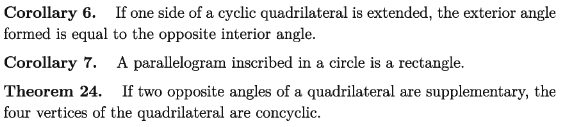 Corollary 6. If one side of a cyclic quadrilateral is extended, the exterior angle
formed is equal to the opposite interior angle.
Corollary 7. A parallelogram inscribed in a circle is a rectangle.
Theorem 24. If two opposite angles of a quadrilateral are supplementary, the
four vertices of the quadrilateral are concyclic.